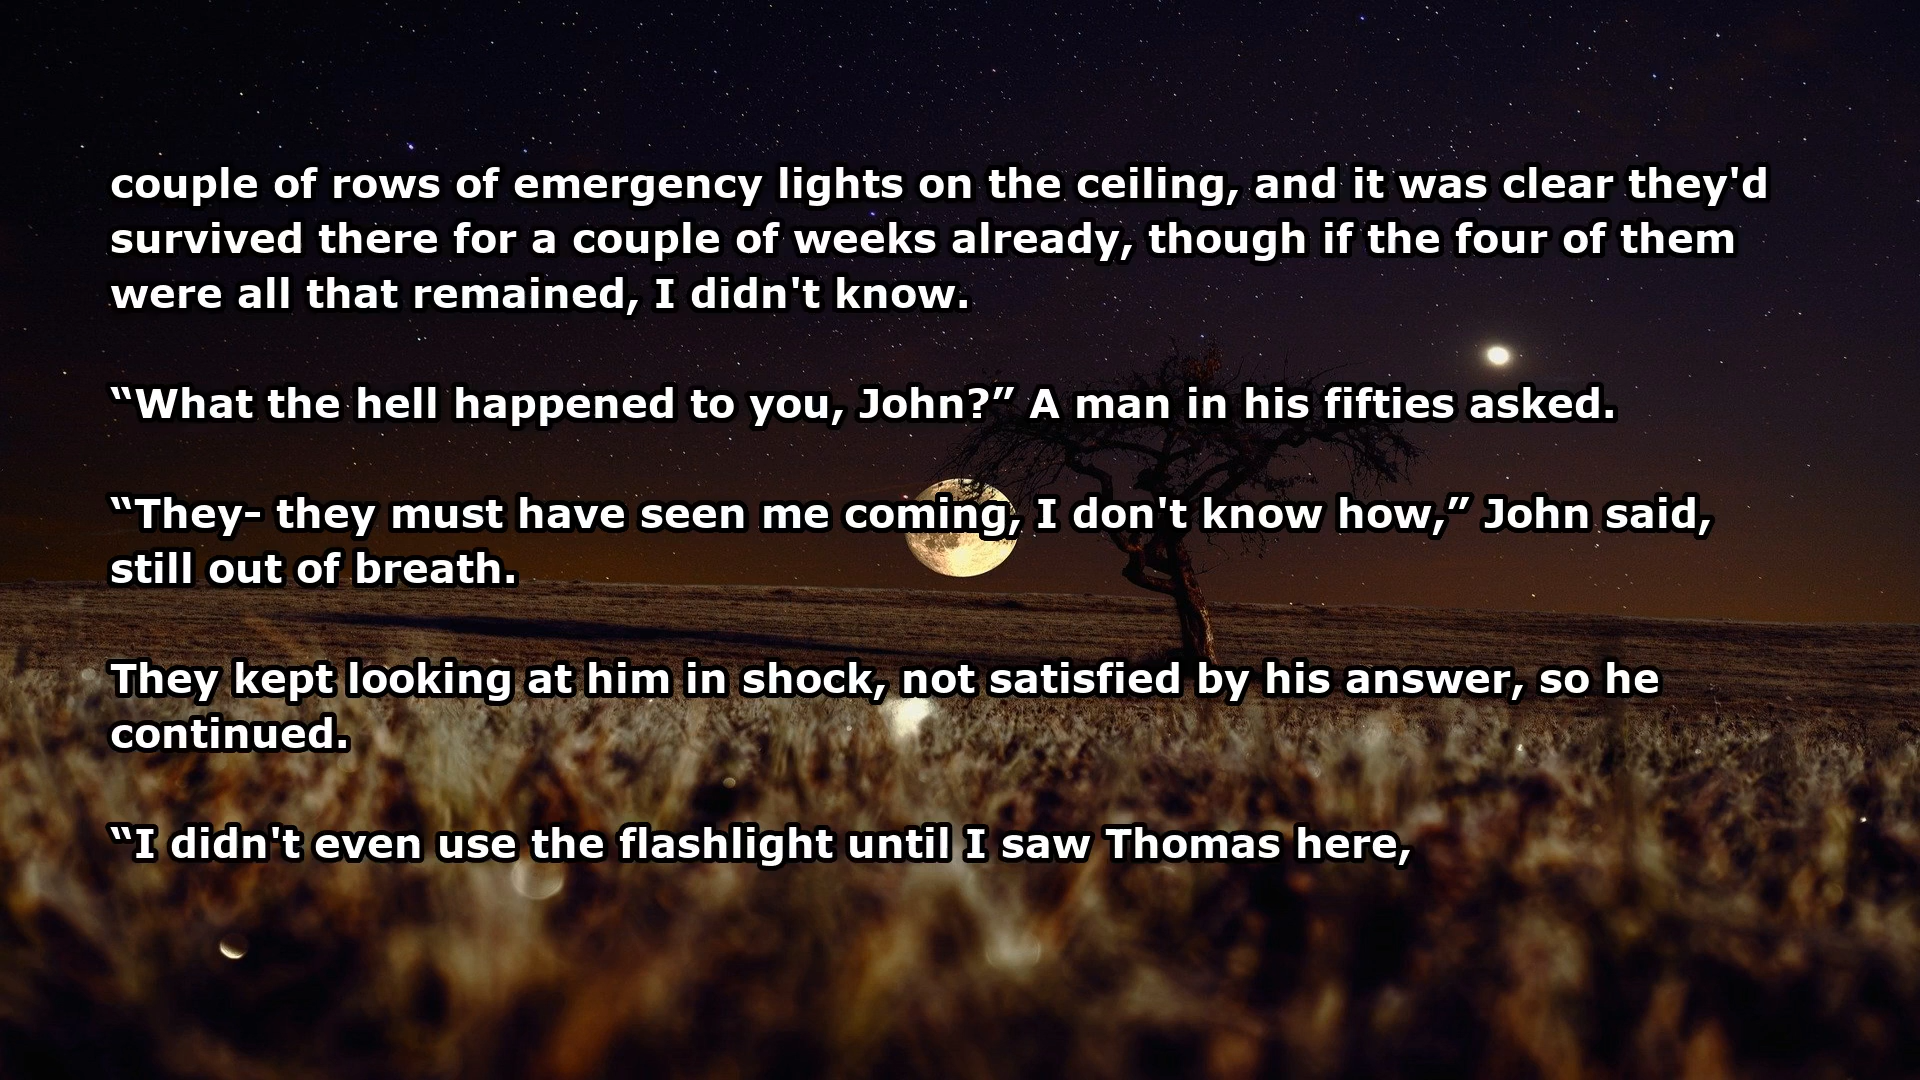 couple of rows of emergency lights on the ceiling, and it was clear they'd
survived there for a couple of weeks already, though if the four of them
were all that remained, I didn't know.
“What the hell happened to you, John?” A man in his fifties asked.
“They- they must have seen me coming, I don't know how,” John said,
still out of breath.
They kept looking at him in shock, not satisfied by his answer, so he
continued.
“I didn't even use the flashlight until I saw Thomas here,